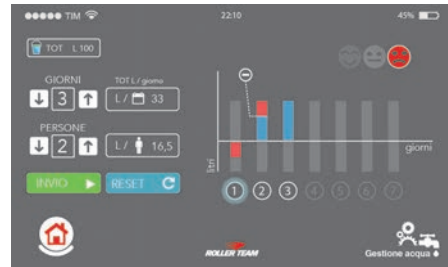 TIM 22:10 45%
TOT L 100
GIORNI TOT L / giorno
3 L / 33
PERSONE
2 L / 16,5
INVIO RESET
litri
giorni
1 2 3 4 5 6 7
ROLLER TEAM
Gestione acqua